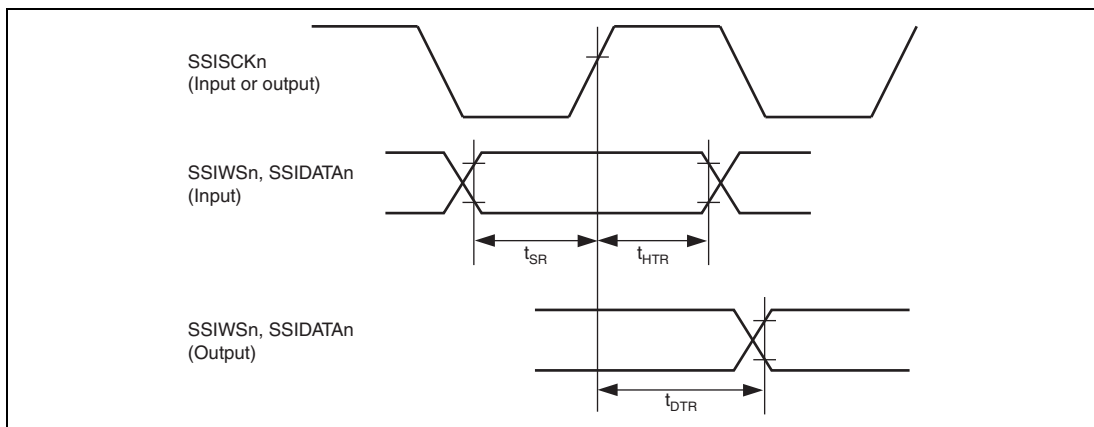 SSISCKn
(Input or output)
SSIWSn, SSIDATAn
(Input)
tSR
tHTR
SSIWSn, SSIDATAn
(Output)
tDTR